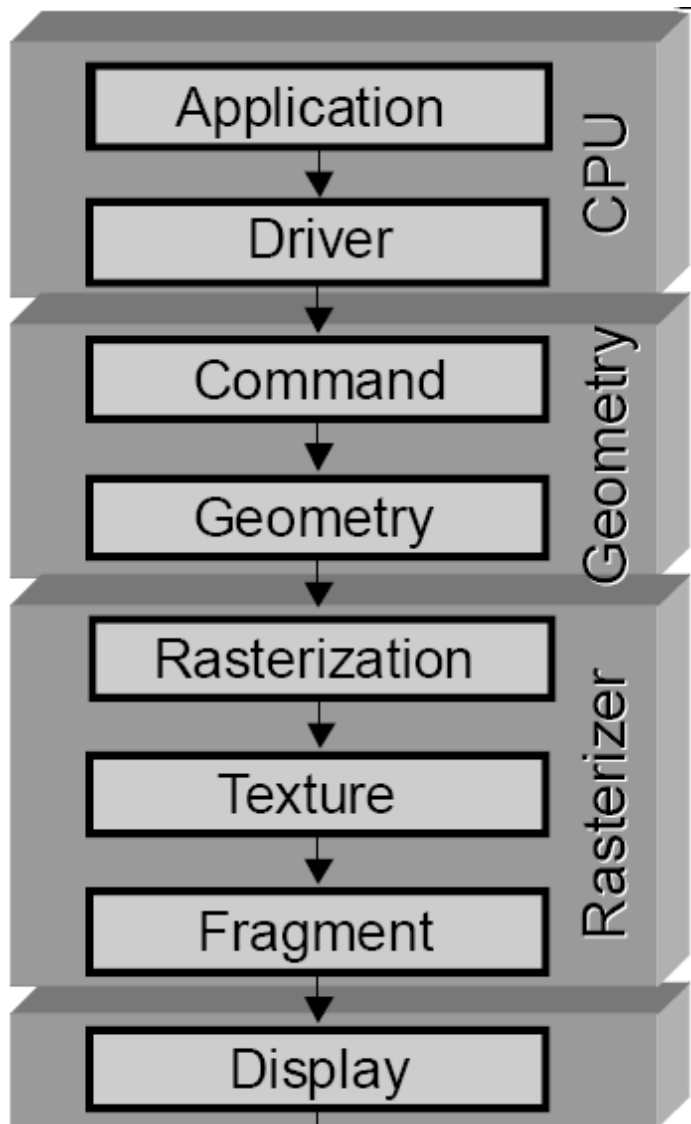 Application
Driver
CPU
Command
Geometry
Geometry
Rasterization
Texture
Fragment
Rasterizer
Display